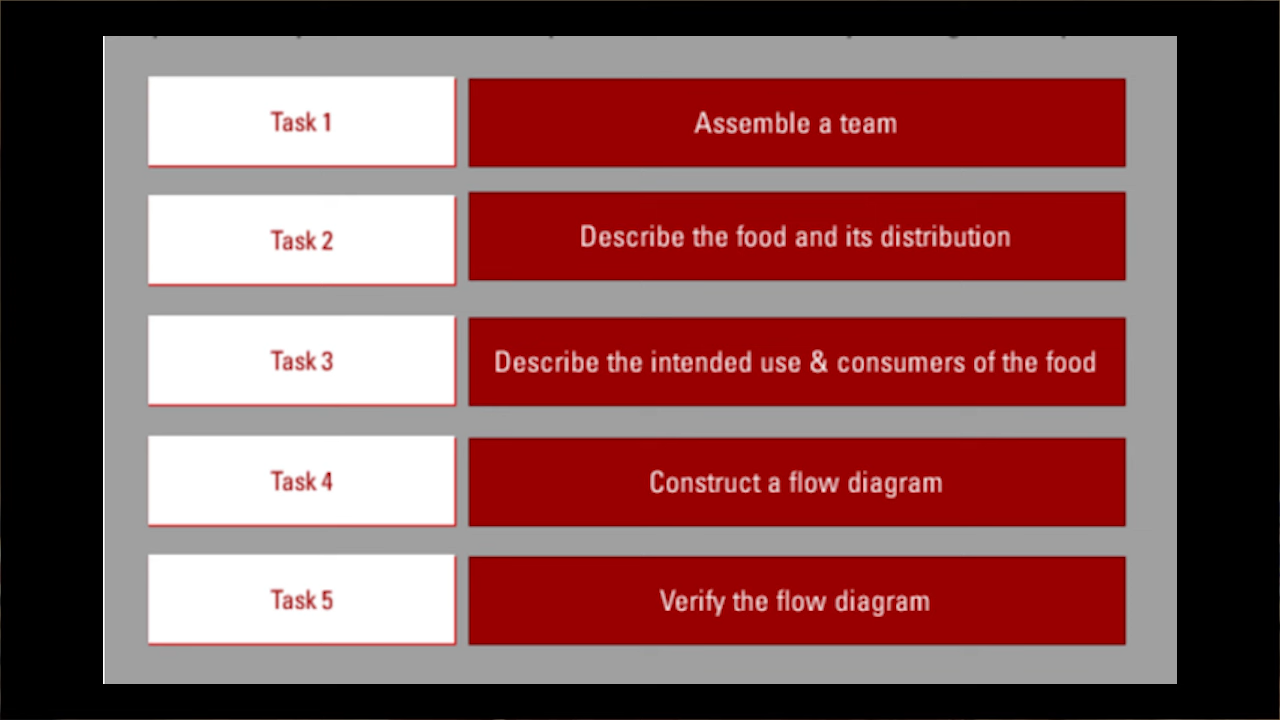 Task 1
Assemble a team
Task 2
Describe the food and its distribution
Task 3
Describe the intended use & consumers of the food
Task 4
Construct a flow diagram
Task 5
Verify the flow diagram